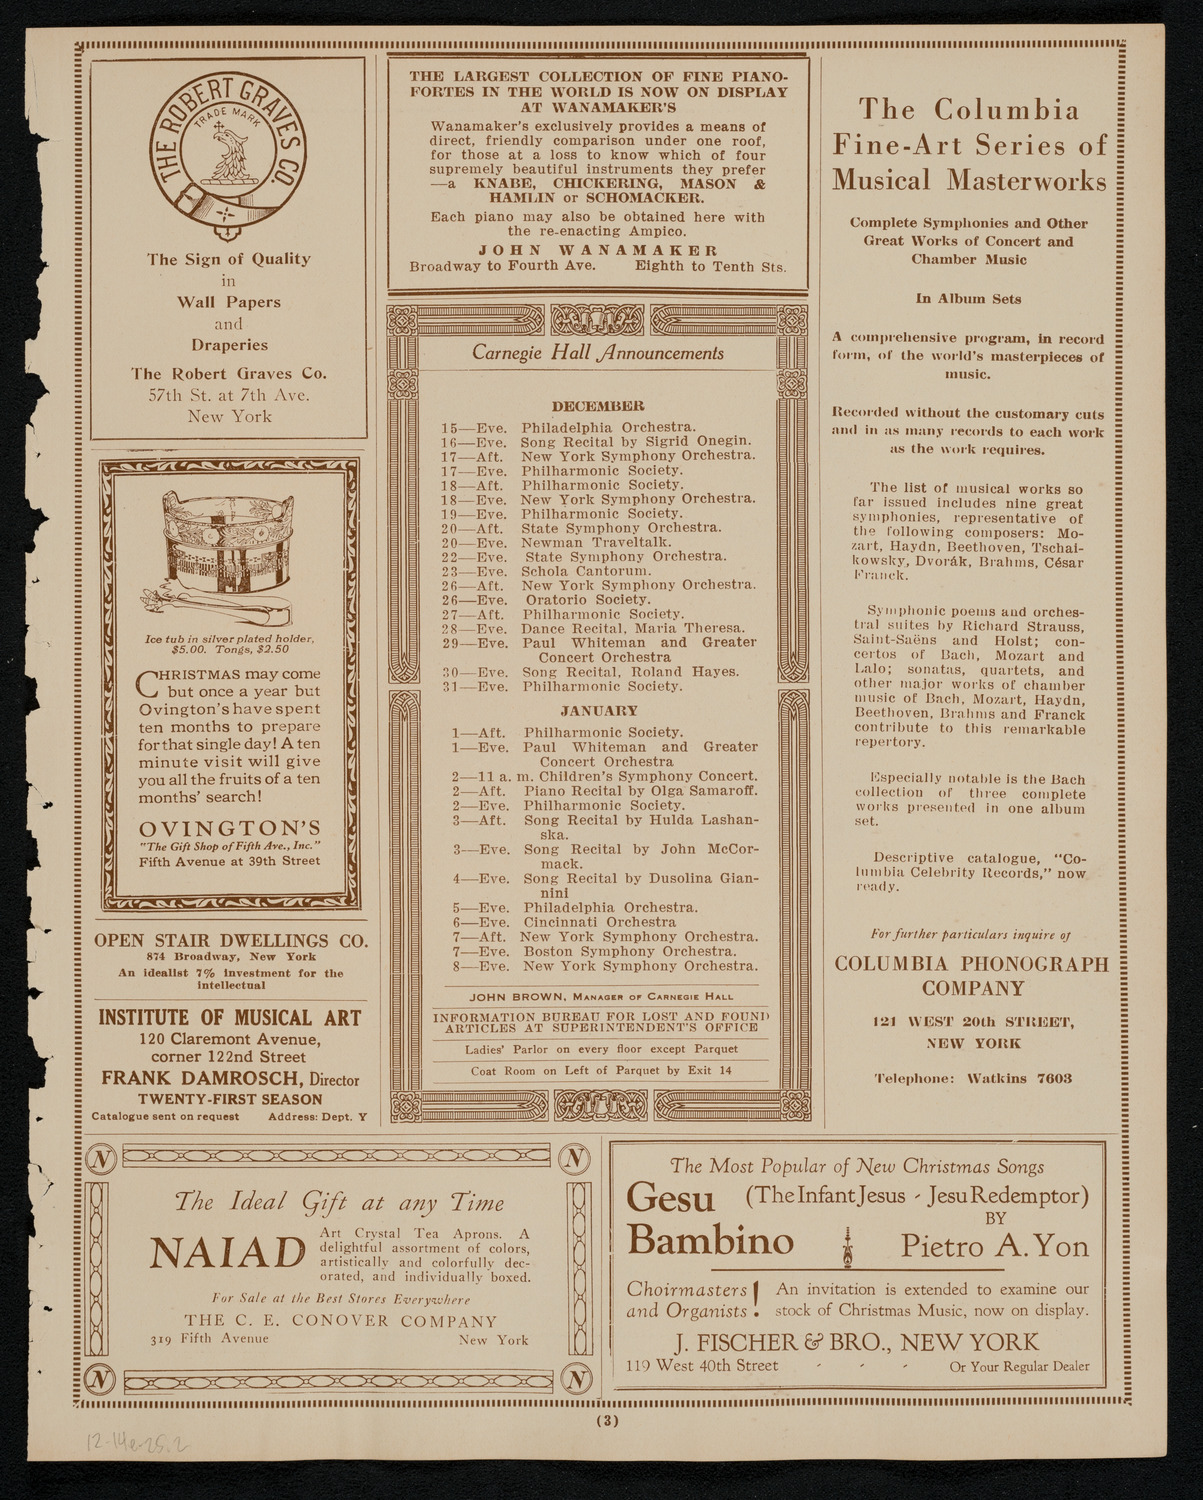 THE ROBERT GRAVES CO.
TRADE MARK
The Sign of Quality
in
Wall Papers
and
Draperies
The Robert Graves Co.
57th St. at 7th Ave.
New York
Ice tub in silver plated holder,
$5.00. Tongs, $2.50
CHRISTMAS may come
but once a year but
Ovington's have spent
ten months to prepare
for that single day! A ten
minute visit will give
you all the fruits of a ten
months' search!
OVINGTON'S
"The Gift Shop of Fifth Ave., Inc."
Fifth Avenue at 39th Street
OPEN STAIR DWELLINGS CO.
874 Broadway, New York
An idealist 7% investment for the
intellectual
INSTITUTE OF MUSICAL ART
120 Claremont Avenue,
corner 122nd Street
FRANK DAMROSCH, Director
TWENTY-FIRST SEASON
Catalogue sent on request Address: Dept. Y
THE LARGEST COLLECTION OF FINE PIANO-
FORTES IN THE WORLD IS NOW ON DISPLAY
AT WANAMAKER'S
Wanamaker's exclusively provides a means of
direct, friendly comparison under one roof,
for those at a loss to know which of four
supremely beautiful instruments they prefer
—a KNABE, CHICKERING, MASON &
HAMLIN or SCHOMACKER.
Each piano may also be obtained here with
the re-enacting Ampico.
JOHN WANAMAKER
Broadway to Fourth Ave. Eighth to Tenth Sts.
Carnegie Hall Announcements
DECEMBER
15—Eve. Philadelphia Orchestra.
16—Eve. Song Recital by Sigrid Onegin.
17—Aft. New York Symphony Orchestra.
17—Eve. Philharmonic Society.
18—Aft. Philharmonic Society.
18—Eve. New York Symphony Orchestra.
19—Eve. Philharmonic Society.
20—Aft. State Symphony Orchestra.
20—Eve. Newman Traveltalk.
22—Eve. State Symphony Orchestra.
23—Eve. Schola Cantorum.
26—Aft. New York Symphony Orchestra.
26—Eve. Oratorio Society.
27—Aft. Philharmonic Society.
28—Eve. Dance Recital, Maria Theresa.
29—Eve. Paul Whiteman and Greater
Concert Orchestra
30—Eve. Song Recital, Roland Hayes.
31—Eve. Philharmonic Society.
JANUARY
1—Aft. Philharmonic Society.
1—Eve. Paul Whiteman and Greater
Concert Orchestra
2—11 a. m. Children's Symphony Concert.
2—Aft. Piano Recital by Olga Samaroff.
2—Eve. Philharmonic Society.
3—Aft. Song Recital by Hulda Lashan-
ska.
3—Eve. Song Recital by John McCor-
mack.
4—Eve. Song Recital by Dusolina Gian-
nini
5—Eve. Philadelphia Orchestra.
6—Eve. Cincinnati Orchestra
7—Aft. New York Symphony Orchestra.
7—Eve. Boston Symphony Orchestra.
8—Eve. New York Symphony Orchestra.
JOHN BROWN, MANAGER OF CARNEGIE HALL
INFORMATION BUREAU FOR LOST AND FOUND
ARTICLES AT SUPERINTENDENT'S OFFICE
Ladies' Parlor on every floor except Parquet
Coat Room on Left of Parquet by Exit 14
The Columbia
Fine-Art Series of
Musical Masterworks
Complete Symphonies and Other
Great Works of Concert and
Chamber Music
In Album Sets
A comprehensive program, in record
form, of the world's masterpieces of
music.
Recorded without the customary cuts
and in as many records to each work
as the work requires.
The list of musical works so
far issued includes nine great
symphonies, representative of
the following composers: Mo-
zart, Haydn, Beethoven, Tschai-
kowsky, Dvorák, Brahms, César
Franck.
Symphonic poems and orches-
tral suites by Richard Strauss,
Saint-Saëns and Holst; con-
certos of Bach, Mozart and
Lalo; sonatas, quartets, and
other major works of chamber
music of Bach, Mozart, Haydn,
Beethoven, Brahms and Franck
contribute to this remarkable
repertory.
Especially notable is the Bach
collection of three complete
works presented in one album
set.
Descriptive catalogue, "Co-
lumbia Celebrity Records," now
ready.
For further particulars inquire of
COLUMBIA PHONOGRAPH
COMPANY
121 WEST 20th STREET,
NEW YORK
Telephone: Watkins 7603
N
N
The Ideal Gift at any Time
NAIAD
Art Crystal Tea Aprons. A
delightful assortment of colors,
artistically and colorfully dec-
orated, and individually boxed.
For Sale at the Best Stores Everywhere
THE C. E. CONOVER COMPANY
319 Fifth Avenue New York
N
N
The Most Popular of New Christmas Songs
Gesu Bambino
(The Infant Jesus - Jesu Redemptor)
BY
Pietro A. Yon
Choirmasters
and Organists!
An invitation is extended to examine our
stock of Christmas Music, now on display.
J. FISCHER & BRO., NEW YORK
119 West 40th Street - - - Or Your Regular Dealer
(3)
12-14e-25.2